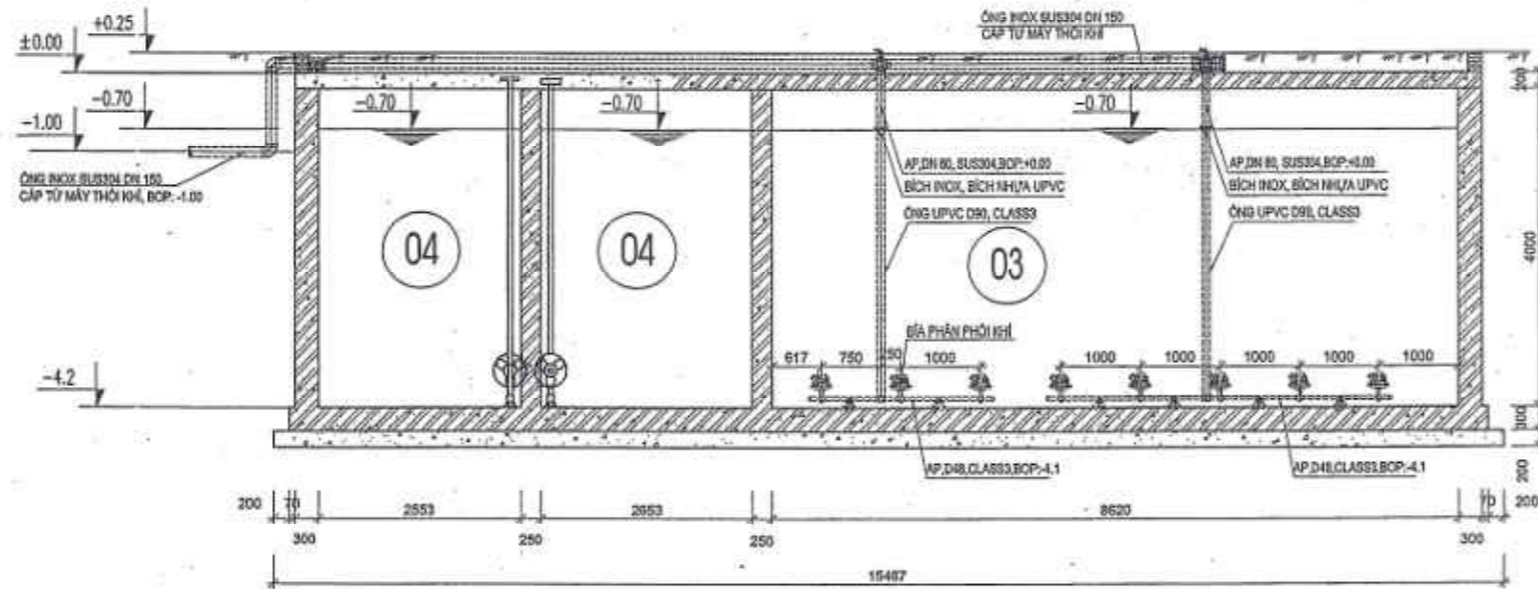 +0.25
±0.00
-0.70
-1.00
ỐNG INOX SUS304 DN 150
CẤP TỪ MÁY THỔI KHÍ, BOP: -1.00
ỐNG INOX SUS304 DN 150
CẤP TỪ MÁY THỔI KHÍ
-0.70
-0.70
-0.70
200
AP,DN 80, SUS304,BOP:+0.00
BÍCH INOX, BÍCH NHỰA UPVC
ỐNG UPVC D90, CLASS3
AP,DN 80, SUS304,BOP:+0.00
BÍCH INOX, BÍCH NHỰA UPVC
ỐNG UPVC D90, CLASS3
04
04
03
4000
ĐĨA PHÂN PHỐI KHÍ
617
750
250
1000
1000
1000
1000
1000
1000
-4.2
300
AP,D48,CLASS3,BOP:-4.1
AP,D48,CLASS3,BOP:-4.1
200
200
70
2553
2653
8620
70
200
300
250
250
300
15467